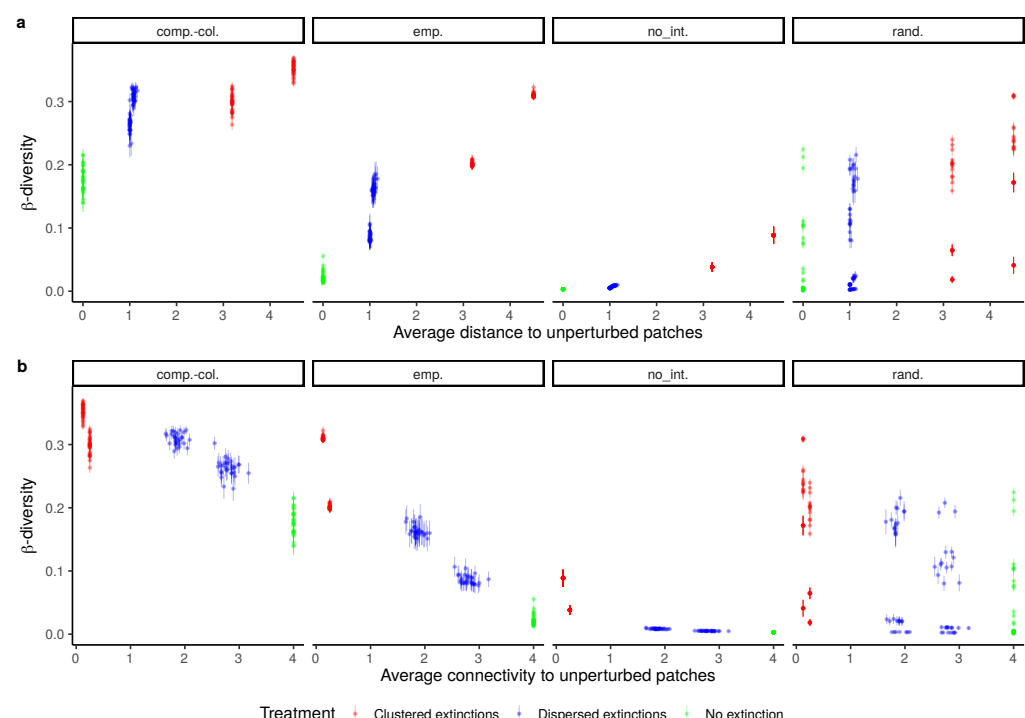 a
comp.-col. emp. no_int. rand.
0.3
0.2
0.1
0.0
β-diversity
0 1 2 3 4 0 1 2 3 4 0 1 2 3 4 0 1 2 3 4
Average distance to unperturbed patches
b
comp.-col. emp. no_int. rand.
0.3
0.2
0.1
0.0
β-diversity
0 1 2 3 4 0 1 2 3 4 0 1 2 3 4 0 1 2 3 4
Average connectivity to unperturbed patches
Treatment Clustered extinctions Dispersed extinctions No extinction